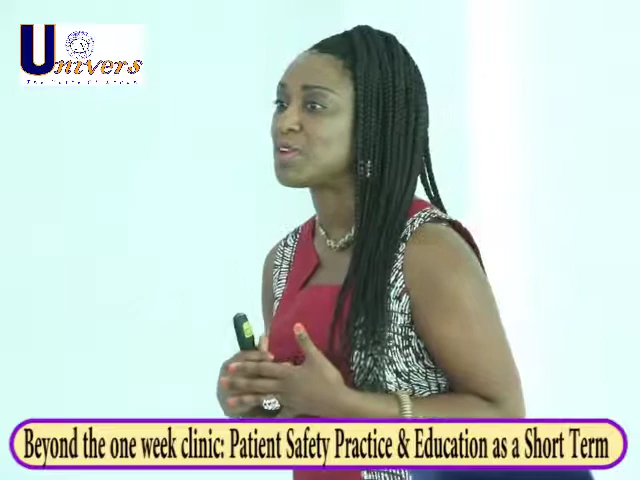 Univers
Beyond the one week clinic: Patient Safety Practice & Education as a Short Term